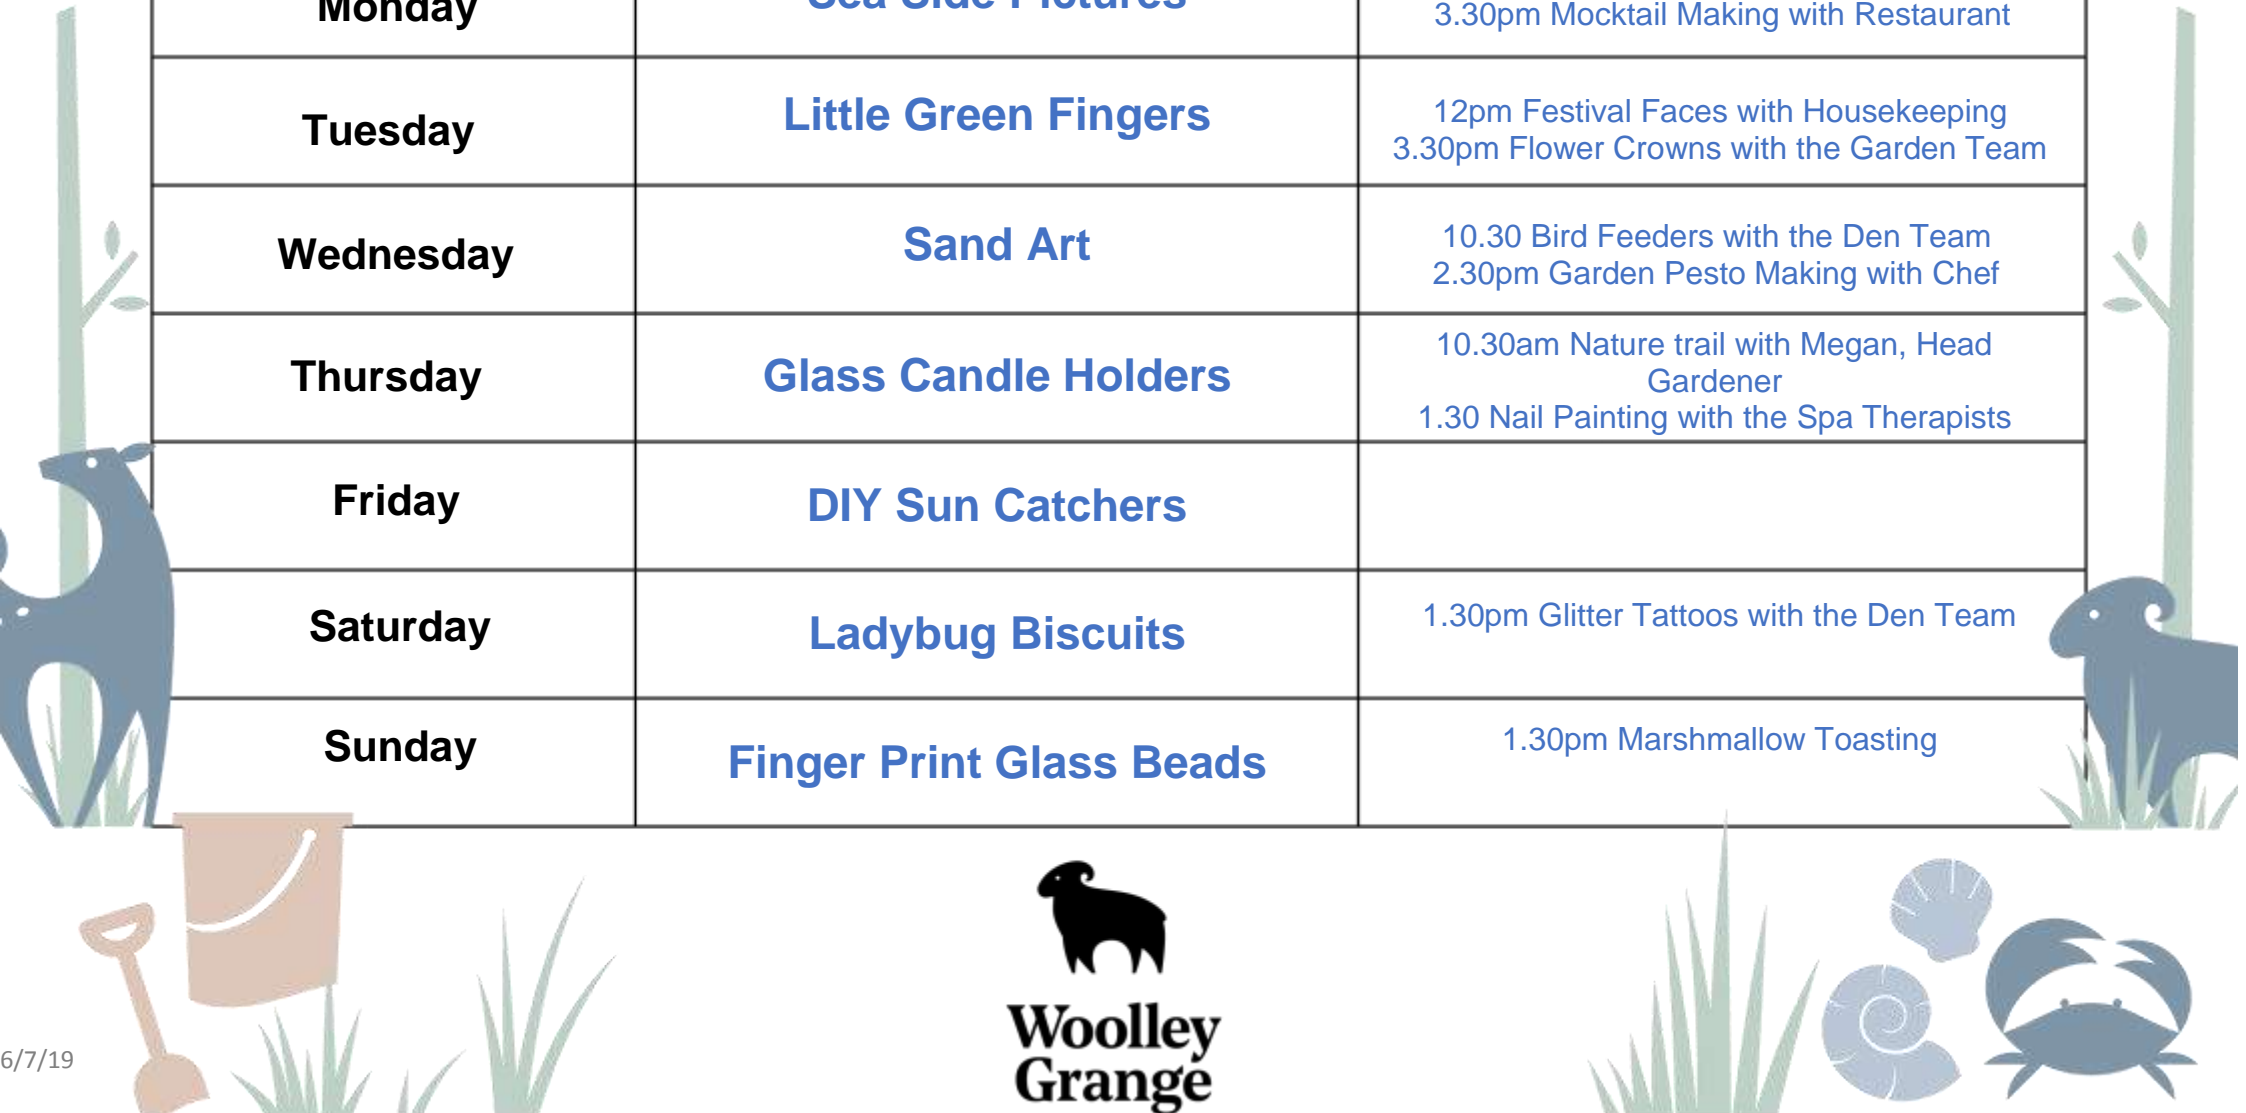 Monday
Sea Side Pictures
3.30pm Mocktail Making with Restaurant
Tuesday
Little Green Fingers
12pm Festival Faces with Housekeeping
3.30pm Flower Crowns with the Garden Team
Wednesday
Sand Art
10.30 Bird Feeders with the Den Team
2.30pm Garden Pesto Making with Chef
Thursday
Glass Candle Holders
10.30am Nature trail with Megan, Head
Gardener
1.30 Nail Painting with the Spa Therapists
Friday
DIY Sun Catchers
Saturday
Ladybug Biscuits
1.30pm Glitter Tattoos with the Den Team
Sunday
Finger Print Glass Beads
1.30pm Marshmallow Toasting
Woolley
Grange
6/7/19